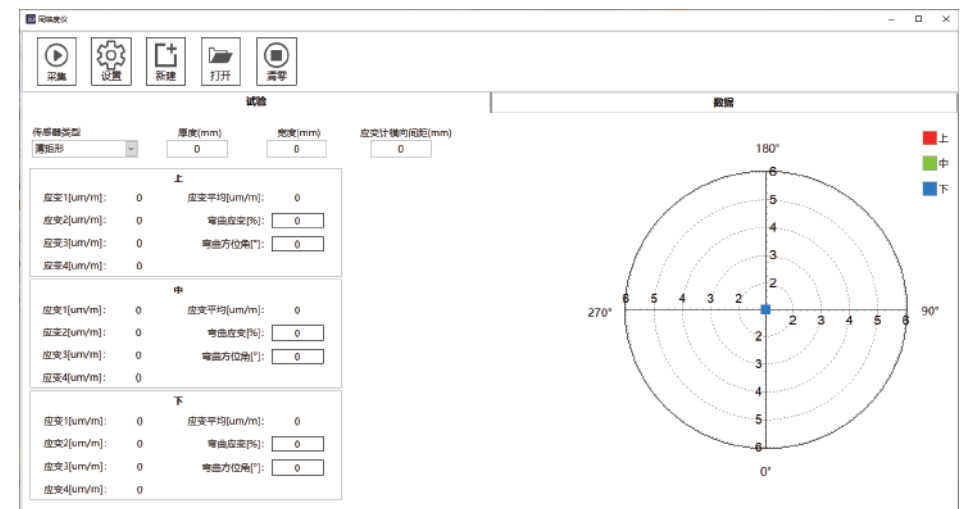 同轴度仪
采集 设置 新建 打开 清零
试验 数据
传感器类型 厚度(mm) 宽度(mm) 应变计横向间距(mm)
薄矩形 0 0 0
上
应变1[um/m]: 0 应变平均[um/m]: 0
应变2[um/m]: 0 弯曲应变[%]: 0
应变3[um/m]: 0 弯曲方位角[°]: 0
应变4[um/m]: 0
中
应变1[um/m]: 0 应变平均[um/m]: 0
应变2[um/m]: 0 弯曲应变[%]: 0
应变3[um/m]: 0 弯曲方位角[°]: 0
应变4[um/m]: 0
下
应变1[um/m]: 0 应变平均[um/m]: 0
应变2[um/m]: 0 弯曲应变[%]: 0
应变3[um/m]: 0 弯曲方位角[°]: 0
应变4[um/m]: 0
上
中
下
180°
6
5
4
3
2
270° 6 5 4 3 2 2 3 4 5 6 90°
2
3
4
5
6
0°